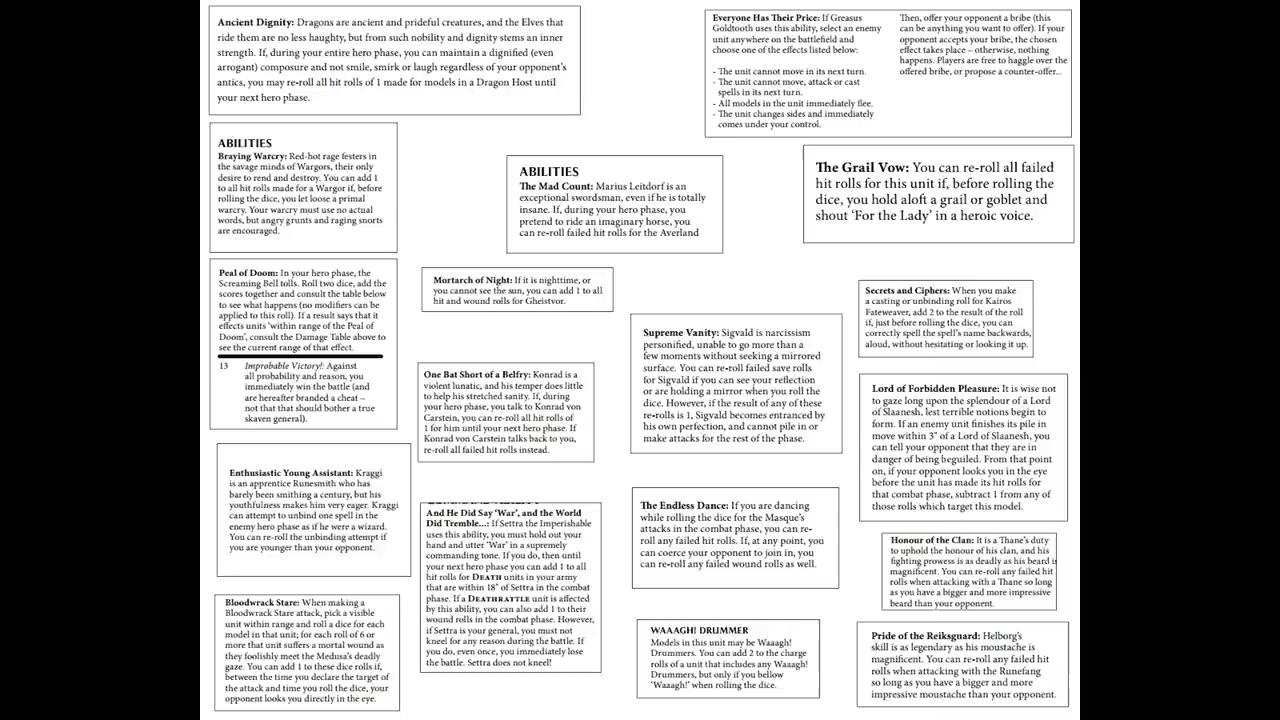 Ancient Dignity: Dragons are ancient and prideful creatures, and the Elves that
ride them are no less haughty, but from such nobility and dignity stems an inner
strength. If, during your entire hero phase, you can maintain a dignified (even
arrogant) composure and not smile, smirk or laugh regardless of your opponent's
antics, you may re-roll all hit rolls of 1 made for models in a Dragon Host until
your next hero phase.
Everyone Has Their Price: If Greasus
Goldtooth uses this ability, select an enemy
unit anywhere on the battlefield and
choose one of the effects listed below:
- The unit cannot move in its next turn.
- The unit cannot move, attack or cast
spells in its next turn.
- All models in the unit immediately flee.
- The unit changes sides and immediately
comes under your control.
Then, offer your opponent a bribe (this
can be anything you want to offer). If your
opponent accepts your bribe, the chosen
effect takes place – otherwise, nothing
happens. Players are free to haggle over the
offered bribe, or propose a counter-offer...
ABILITIES
Braying Warcry: Red-hot rage festers in
the savage minds of Wargors, their only
desire to rend and destroy. You can add 1
to all hit rolls made for a Wargor if, before
rolling the dice, you let loose a primal
warcry. Your warcry must use no actual
words, but angry grunts and raging snorts
are encouraged.
ABILITIES
The Mad Count: Marius Leitdorf is an
exceptional swordsman, even if he is totally
insane. If, during your hero phase, you
pretend to ride an imaginary horse, you
can re-roll failed hit rolls for the Averland
The Grail Vow: You can re-roll all failed
hit rolls for this unit if, before rolling the
dice, you hold aloft a grail or goblet and
shout 'For the Lady' in a heroic voice.
Peal of Doom: In your hero phase, the
Screaming Bell tolls. Roll two dice, add the
scores together and consult the table below
to see what happens (no modifiers can be
applied to this roll). If a result says that it
effects units 'within range of the Peal of
Doom', consult the Damage Table above to
see the current range of that effect.
13 Improbable Victory!: Against
all probability and reason, you
immediately win the battle (and
are hereafter branded a cheat –
not that that should bother a true
skaven general).
Mortarch of Night: If it is nighttime, or
you cannot see the sun, you can add 1 to all
hit and wound rolls for Gheistvor.
Secrets and Ciphers: When you make
a casting or unbinding roll for Kairos
Fateweaver, add 2 to the result of the roll
if, just before rolling the dice, you can
correctly spell the spell's name backwards,
aloud, without hesitating or looking it up.
Supreme Vanity: Sigvald is narcissism
personified, unable to go more than a
few moments without seeking a mirrored
surface. You can re-roll failed save rolls
for Sigvald if you can see your reflection
or are holding a mirror when you roll the
dice. However, if the result of any of these
re-rolls is 1, Sigvald becomes entranced by
his own perfection, and cannot pile in or
make attacks for the rest of the phase.
One Bat Short of a Belfry: Konrad is a
violent lunatic, and his temper does little
to help his stretched sanity. If, during
your hero phase, you talk to Konrad von
Carstein, you can re-roll all hit rolls of
1 for him until your next hero phase. If
Konrad von Carstein talks back to you,
re-roll all failed hit rolls instead.
Lord of Forbidden Pleasure: It is wise not
to gaze long upon the splendour of a Lord
of Slaanesh, lest terrible notions begin to
form. If an enemy unit finishes its pile in
move within 3" of a Lord of Slaanesh, you
can tell your opponent that they are in
danger of being beguiled. From that point
on, if your opponent looks you in the eye
before the unit has made its hit rolls for
that combat phase, subtract 1 from any of
those rolls which target this model.
Enthusiastic Young Assistant: Kraggi
is an apprentice Runesmith who has
barely been smithing a century, but his
youthfulness makes him very eager. Kraggi
can attempt to unbind one spell in the
enemy hero phase as if he were a wizard.
You can re-roll the unbinding attempt if
you are younger than your opponent.
And He Did Say 'War', and the World
Did Tremble...: If Settra the Imperishable
uses this ability, you must hold out your
hand and utter 'War' in a supremely
commanding tone. If you do, then until
your next hero phase you can add 1 to all
hit rolls for DEATH units in your army
that are within 18" of Settra in the combat
phase. If a DEATHRATTLE unit is affected
by this ability, you can also add 1 to their
wound rolls in the combat phase. However,
if Settra is your general, you must not
kneel for any reason during the battle. If
you do, even once, you immediately lose
the battle. Settra does not kneel!
The Endless Dance: If you are dancing
while rolling the dice for the Masque's
attacks in the combat phase, you can re-
roll any failed hit rolls. If, at any point, you
can coerce your opponent to join in, you
can re-roll any failed wound rolls as well.
Honour of the Clan: It is a Thane's duty
to uphold the honour of his clan, and his
fighting prowess is as deadly as his beard is
magnificent. You can re-roll any failed hit
rolls when attacking with a Thane so long
as you have a bigger and more impressive
beard than your opponent.
Bloodwrack Stare: When making a
Bloodwrack Stare attack, pick a visible
unit within range and roll a dice for each
model in that unit; for each roll of 6 or
more that unit suffers a mortal wound as
they foolishly meet the Medusa's deadly
gaze. You can add 1 to these dice rolls if,
between the time you declare the target of
the attack and time you roll the dice, your
opponent looks you directly in the eye.
WAAAGH! DRUMMER
Models in this unit may be Waaagh!
Drummers. You can add 2 to the charge
rolls of a unit that includes any Waaagh!
Drummers, but only if you bellow
'Waaagh!' when rolling the dice.
Pride of the Reiksguard: Helborg's
skill is as legendary as his moustache is
magnificent. You can re-roll any failed hit
rolls when attacking with the Runefang
so long as you have a bigger and more
impressive moustache than your opponent.